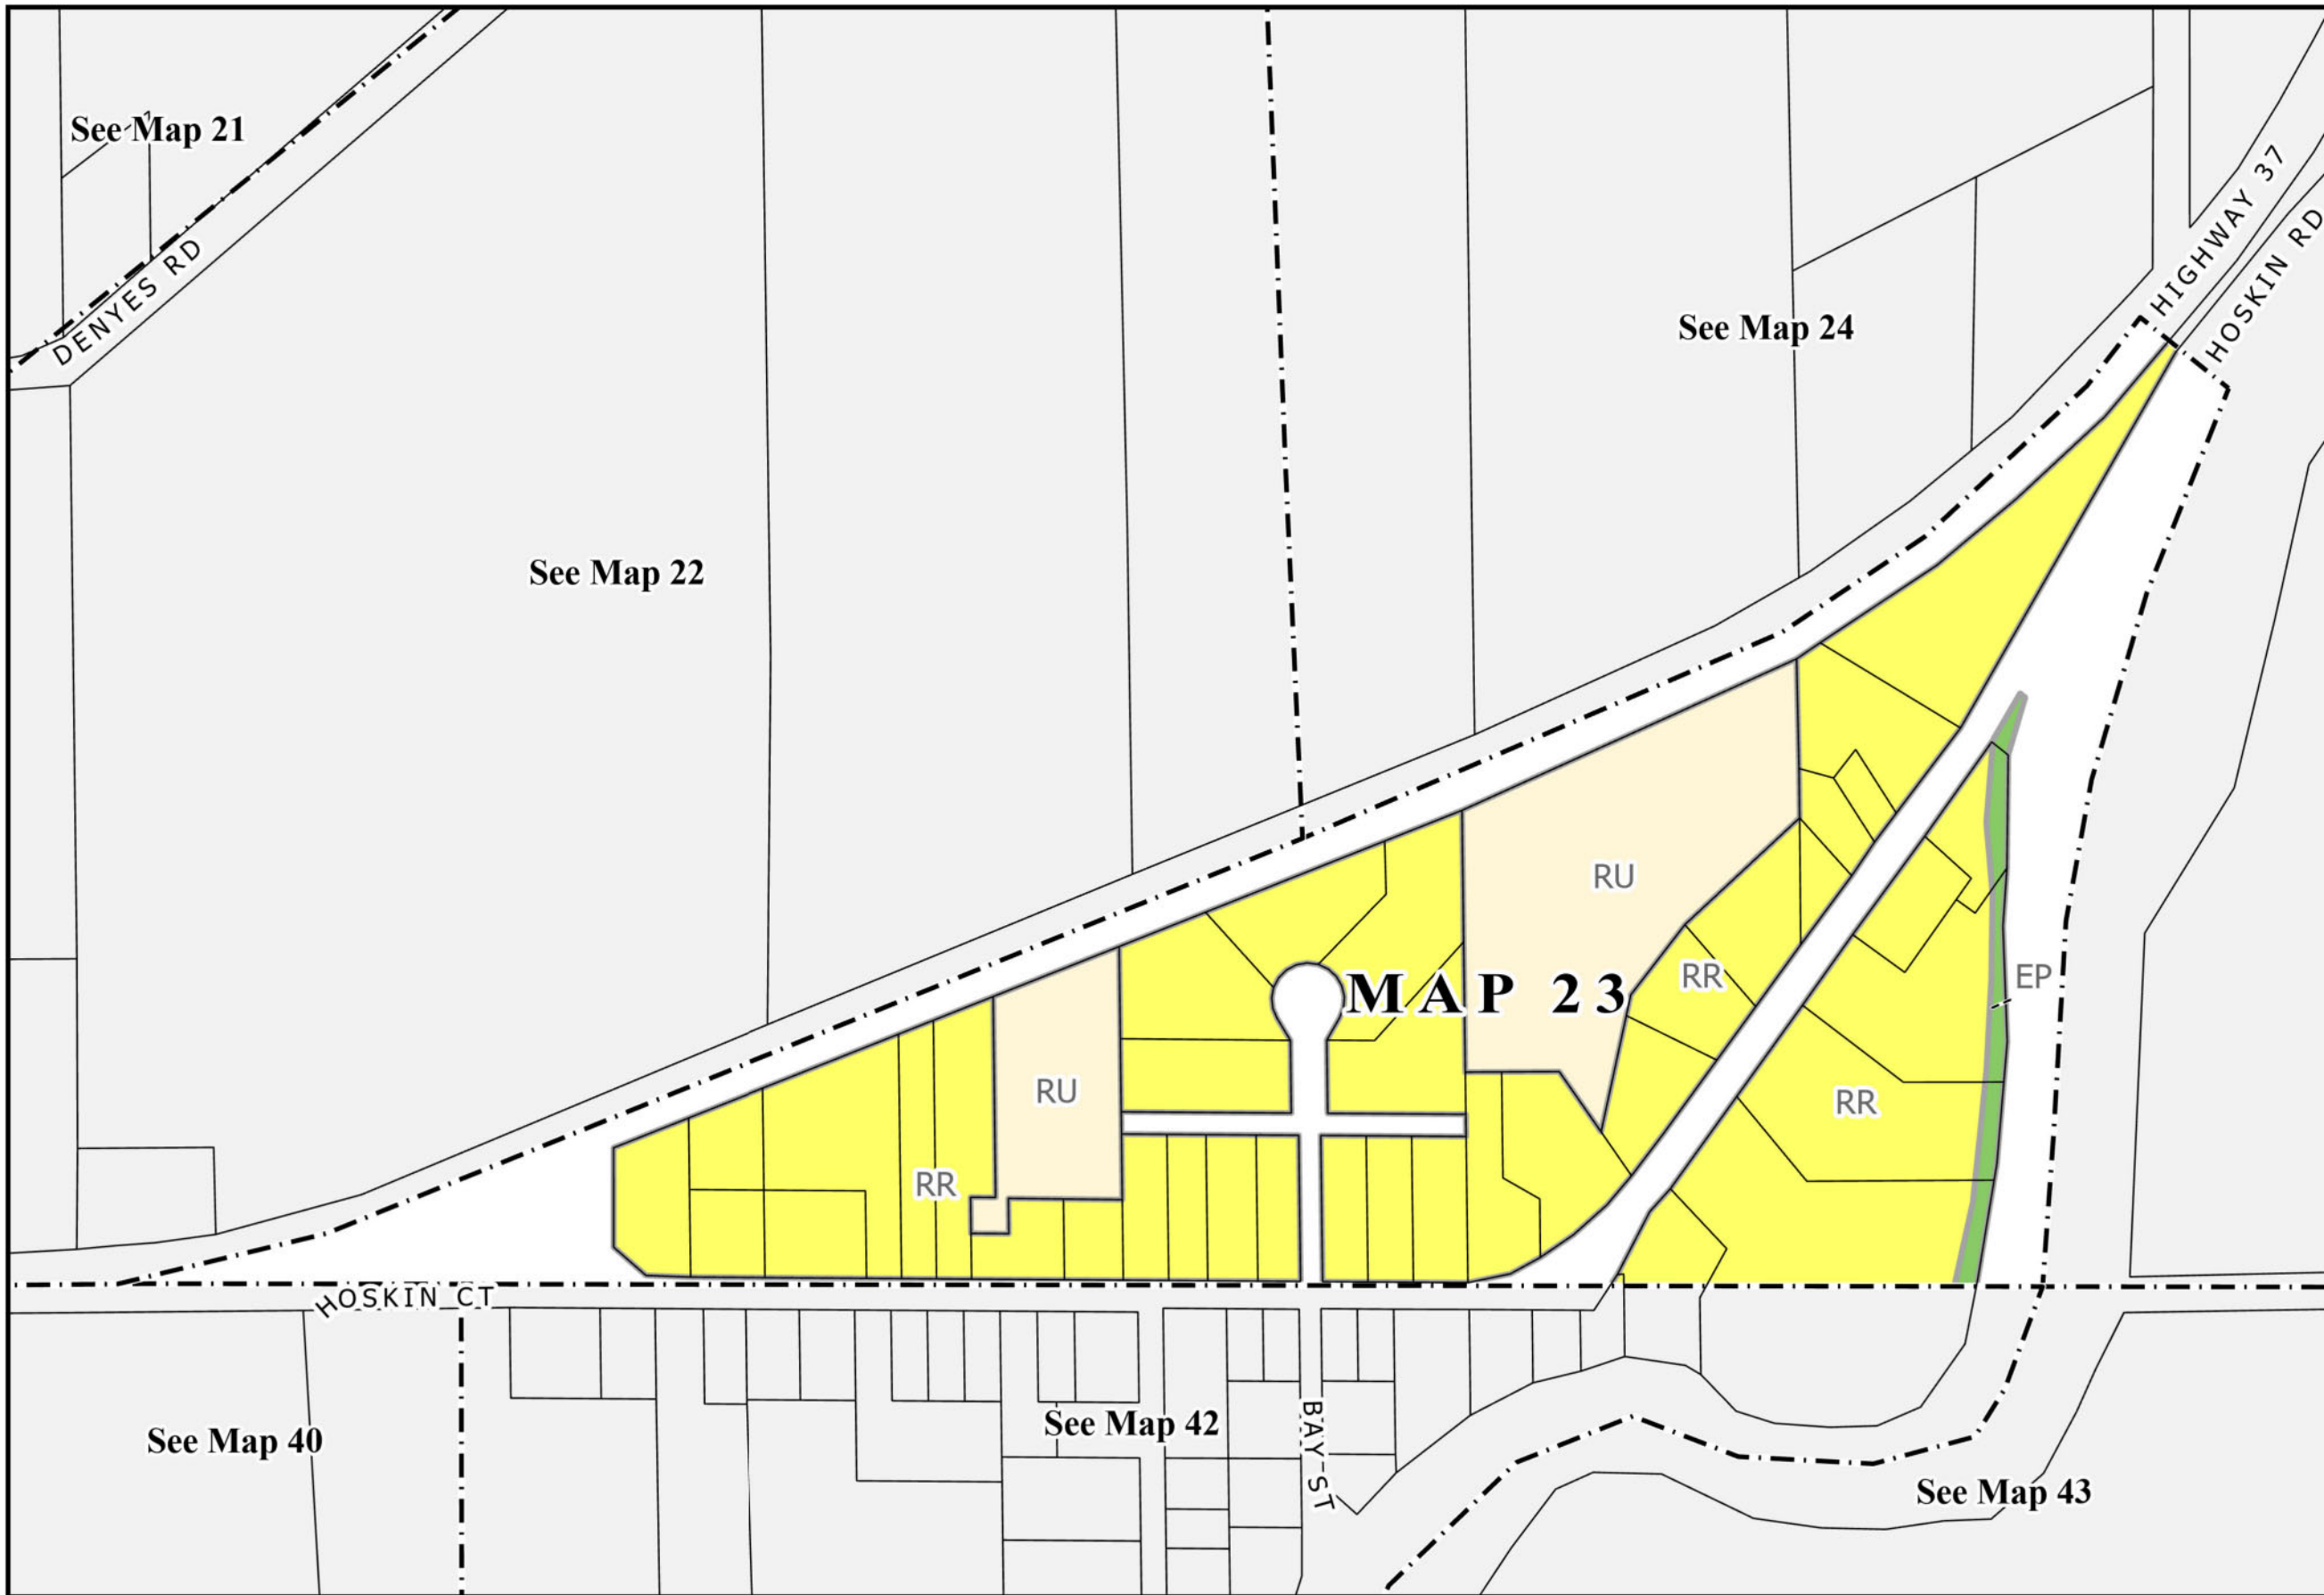 See Map 21
DENYES RD
HIGHWAY 37
HOSKIN RD
See Map 24
See Map 22
RU
MAP 23
RR
EP
RU
RR
RR
HOSKIN CT
BAY ST
See Map 40
See Map 42
See Map 43